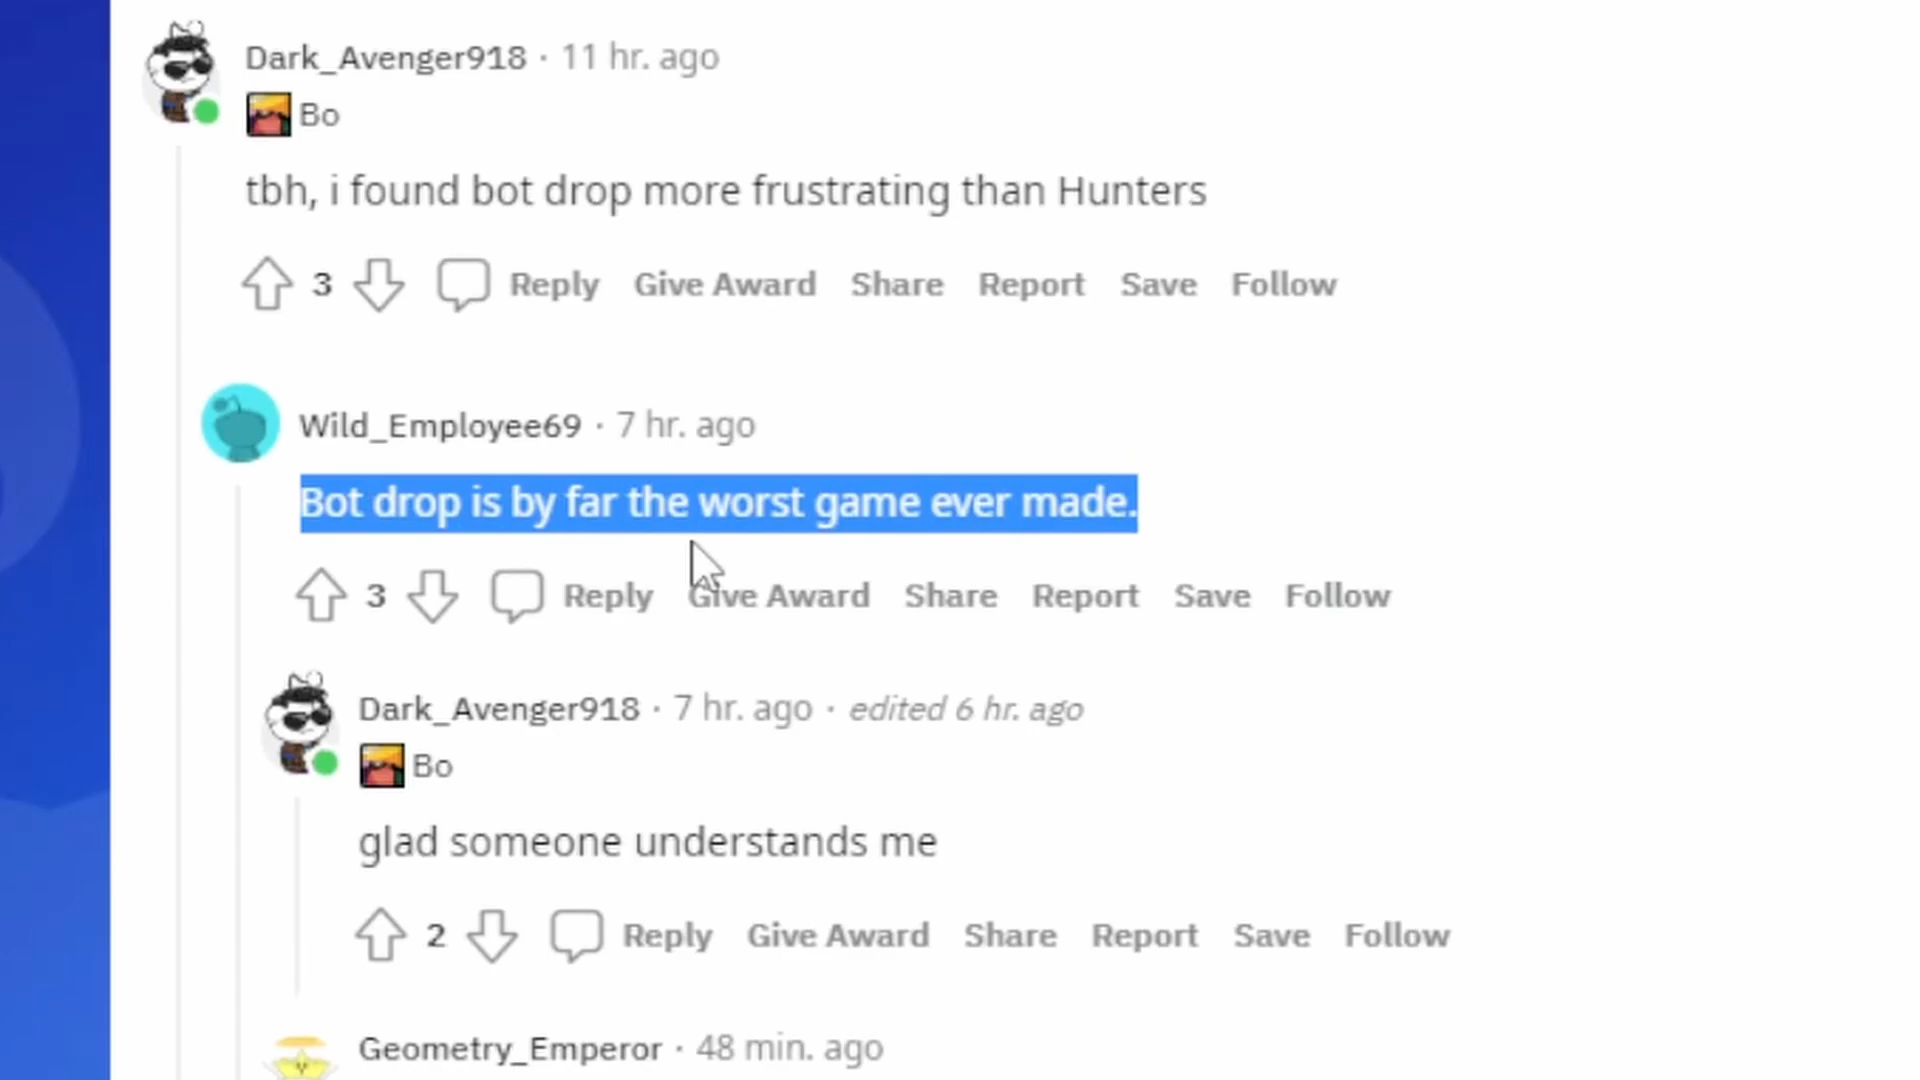 Dark_Avenger918 · 11 hr. ago
Bo
tbh, i found bot drop more frustrating than Hunters
3 Reply Give Award Share Report Save Follow
Wild_Employee69 · 7 hr. ago
Bot drop is by far the worst game ever made.
3 Reply Give Award Share Report Save Follow
Dark_Avenger918 · 7 hr. ago · edited 6 hr. ago
Bo
glad someone understands me
2 Reply Give Award Share Report Save Follow
Geometry_Emperor · 48 min. ago